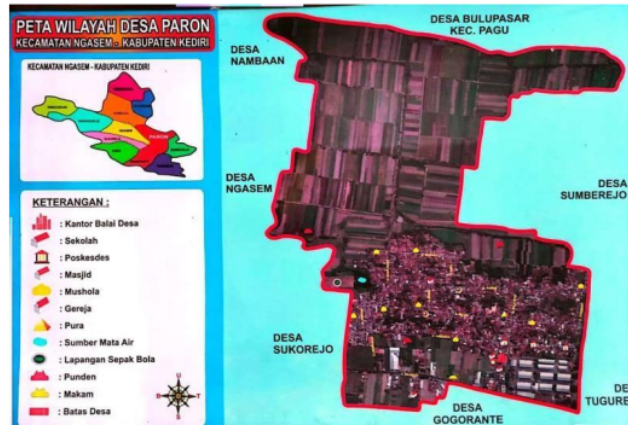 PETA WILAYAH DESA PARON
KECAMATAN NGASEM - KABUPATEN KEDIRI
KECAMATAN NGASEM - KABUPATEN KEDIRI
PARON
KETERANGAN :
: Kantor Balai Desa
: Sekolah
: Poskesdes
: Masjid
: Mushola
: Gereja
: Pura
: Sumber Mata Air
: Lapangan Sepak Bola
: Punden
: Makam
: Batas Desa
U
B T
S
DESA BULUPASAR
KEC. PAGU
DESA
NAMBAAN
DESA
NGASEM
DESA
SUMBEREJO
DESA
SUKOREJO
DE
TUGURE
DESA
GOGORANTE